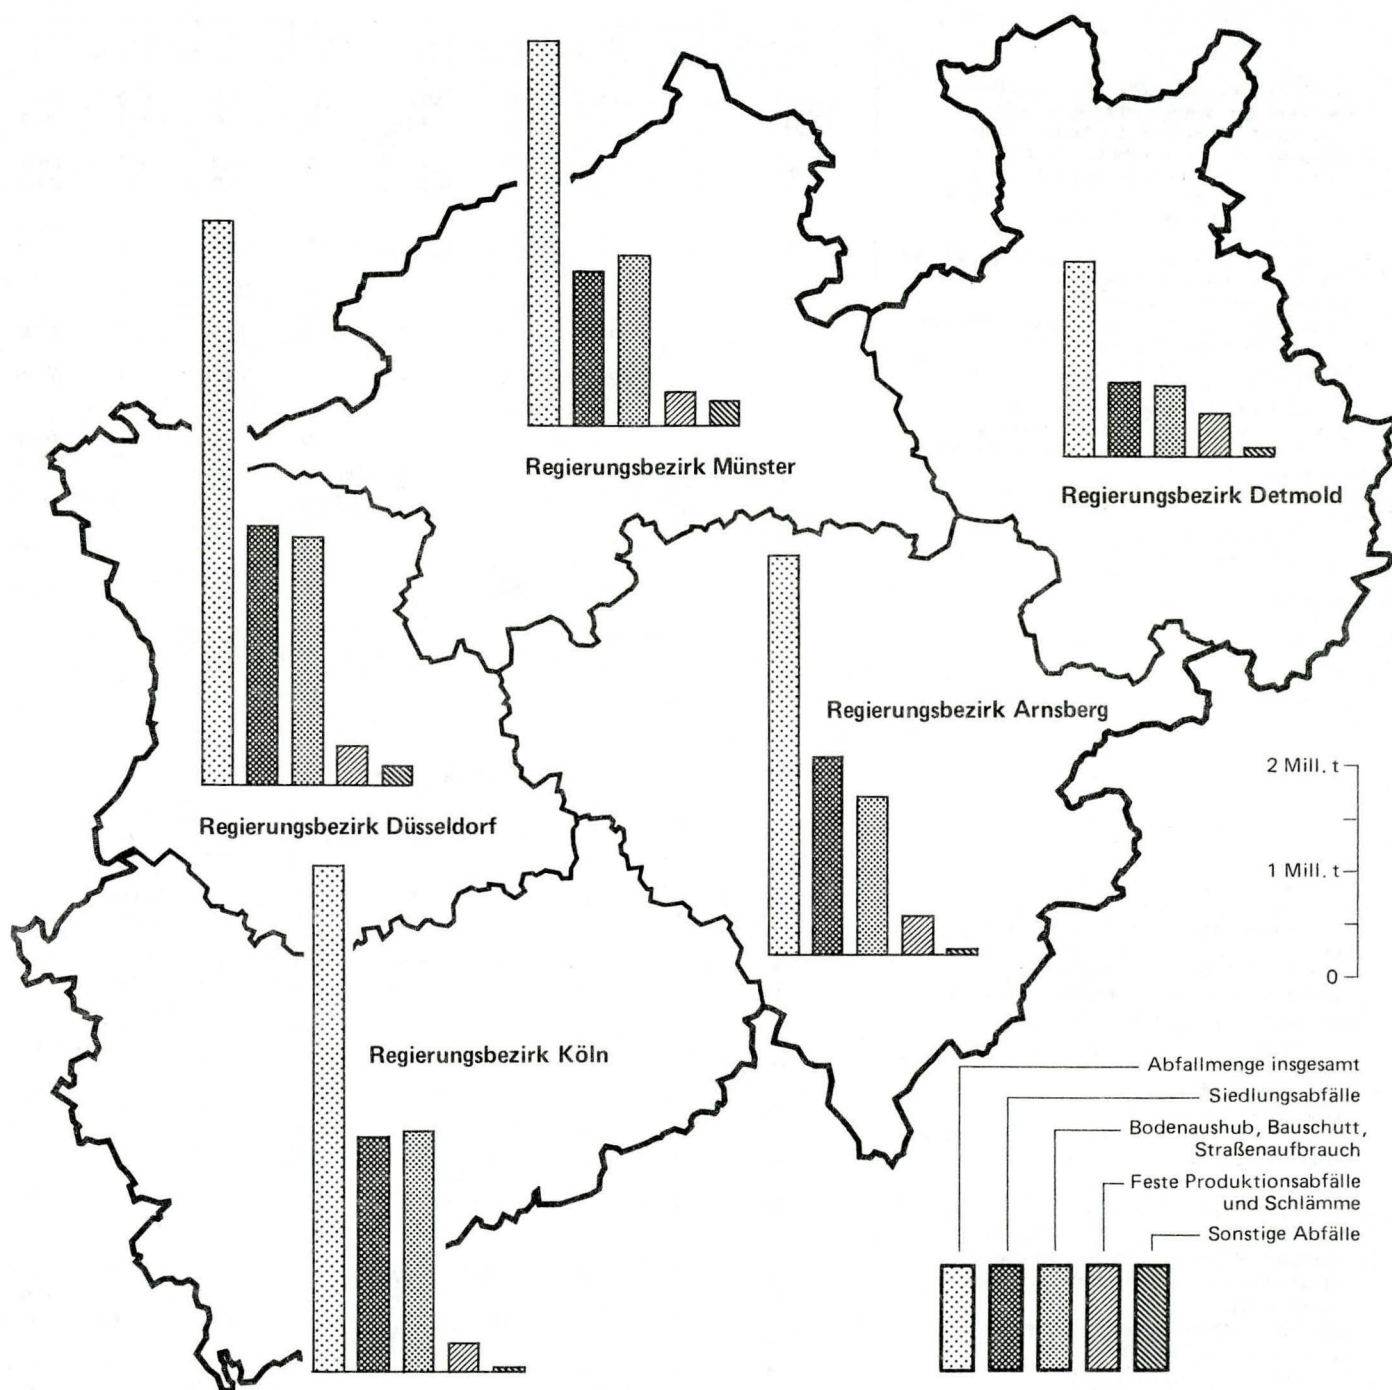 Regierungsbezirk Münster
Regierungsbezirk Detmold
Regierungsbezirk Arnsberg
Regierungsbezirk Düsseldorf
Regierungsbezirk Köln
2 Mill. t
1 Mill. t
0
Abfallmenge insgesamt
Siedlungsabfälle
Bodenaushub, Bauschutt,
Straßenaufbrauch
Feste Produktionsabfälle
und Schlämme
Sonstige Abfälle